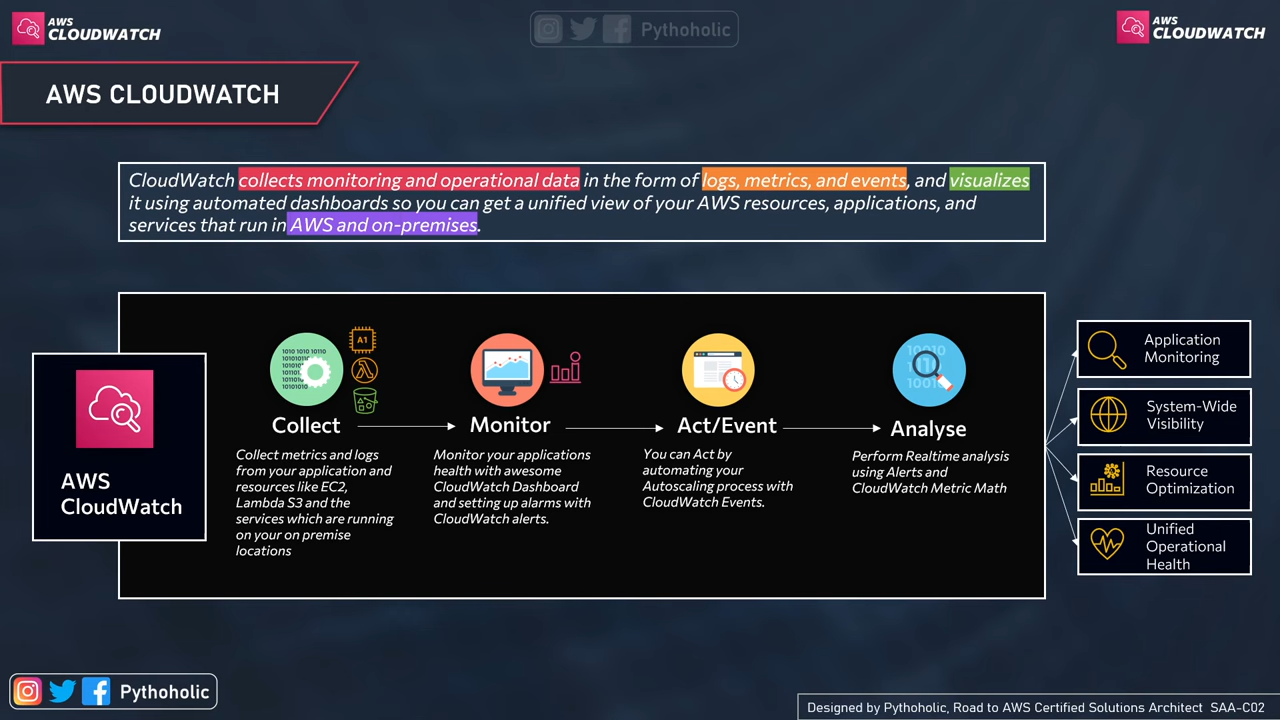 AWS
CLOUDWATCH
Pythoholic
AWS
CLOUDWATCH
AWS CLOUDWATCH
CloudWatch collects monitoring and operational data in the form of logs, metrics, and events, and visualizes
it using automated dashboards so you can get a unified view of your AWS resources, applications, and
services that run in AWS and on-premises.
AWS
CloudWatch
1010 1010 10110
A1
Collect
Collect metrics and logs
from your application and
resources like EC2,
Lambda S3 and the
services which are running
on your on premise
locations
Monitor
Monitor your applications
health with awesome
CloudWatch Dashboard
and setting up alarms with
CloudWatch alerts.
Act/Event
You can Act by
automating your
Autoscaling process with
CloudWatch Events.
Analyse
Perform Realtime analysis
using Alerts and
CloudWatch Metric Math
Application
Monitoring
System-Wide
Visibility
Resource
Optimization
Unified
Operational
Health
Pythoholic
Designed by Pythoholic, Road to AWS Certified Solutions Architect SAA-C02